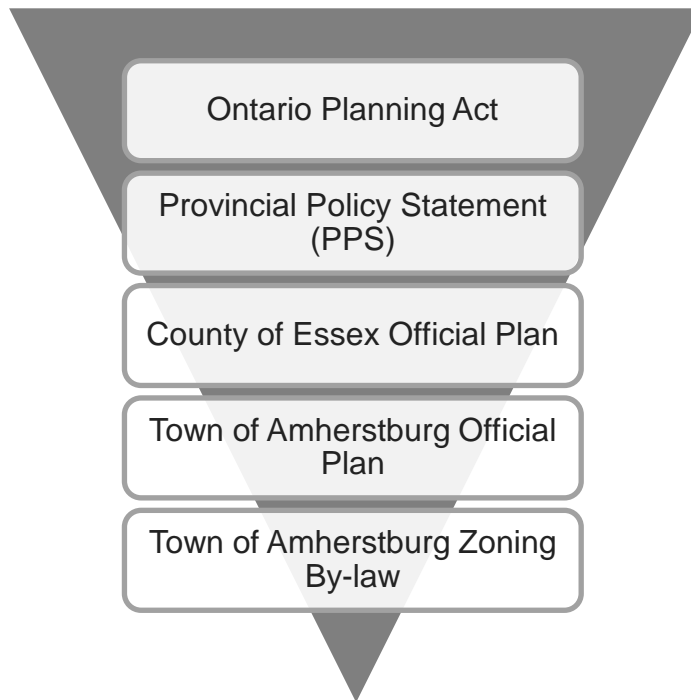 Ontario Planning Act
Provincial Policy Statement
(PPS)
County of Essex Official Plan
Town of Amherstburg Official
Plan
Town of Amherstburg Zoning
By-law